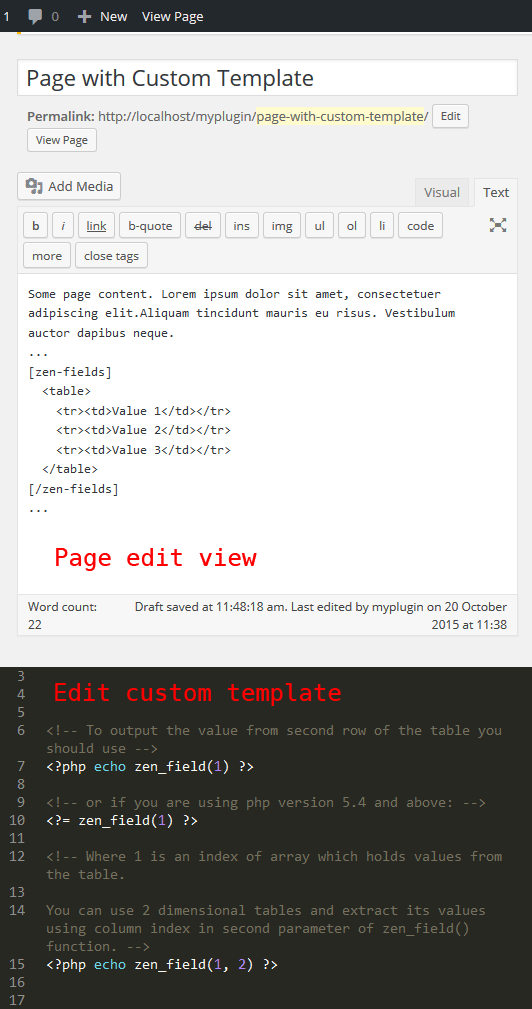 1 0 New View Page
Page with Custom Template
Permalink: http://localhost/myplugin/page-with-custom-template/ Edit
View Page
Add Media
Visual Text
b i link b-quote del ins img ul ol li code
more close tags
Some page content. Lorem ipsum dolor sit amet, consectetuer
adipiscing elit.Aliquam tincidunt mauris eu risus. Vestibulum
auctor dapibus neque.
...
[zen-fields]
<table>
<tr><td>Value 1</td></tr>
<tr><td>Value 2</td></tr>
<tr><td>Value 3</td></tr>
</table>
[/zen-fields]
...
Page edit view
Word count: Draft saved at 11:48:18 am. Last edited by myplugin on 20 October
22 2015 at 11:38
3
4 Edit custom template
5
6 <!-- To output the value from second row of the table you
should use -->
7 <?php echo zen_field(1) ?>
8
9 <!-- or if you are using php version 5.4 and above: -->
10 <?= zen_field(1) ?>
11
12 <!-- Where 1 is an index of array which holds values from
the table.
13
14 You can use 2 dimensional tables and extract its values
using column index in second parameter of zen_field()
function. -->
15 <?php echo zen_field(1, 2) ?>
16
17